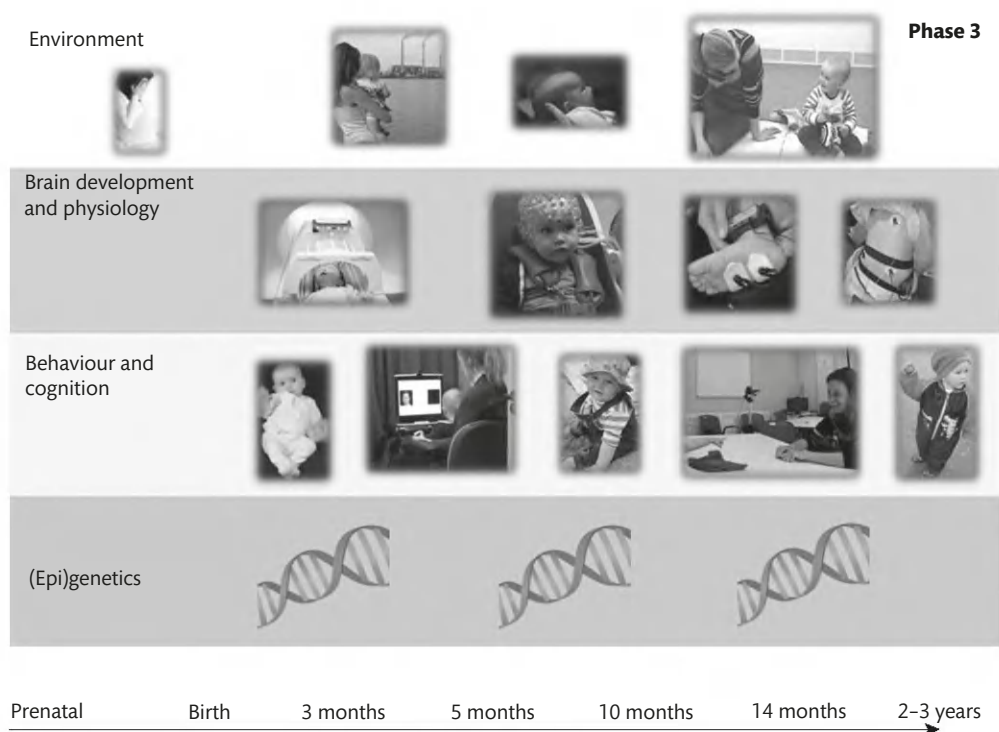 Environment
Phase 3
Brain development
and physiology
Behaviour and
cognition
(Epi)genetics
Prenatal Birth 3 months 5 months 10 months 14 months 2–3 years